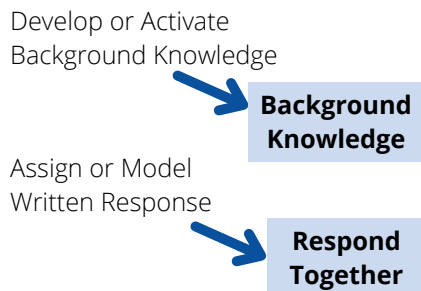 Develop or Activate
Background Knowledge
Background
Knowledge
Assign or Model
Written Response
Respond
Together